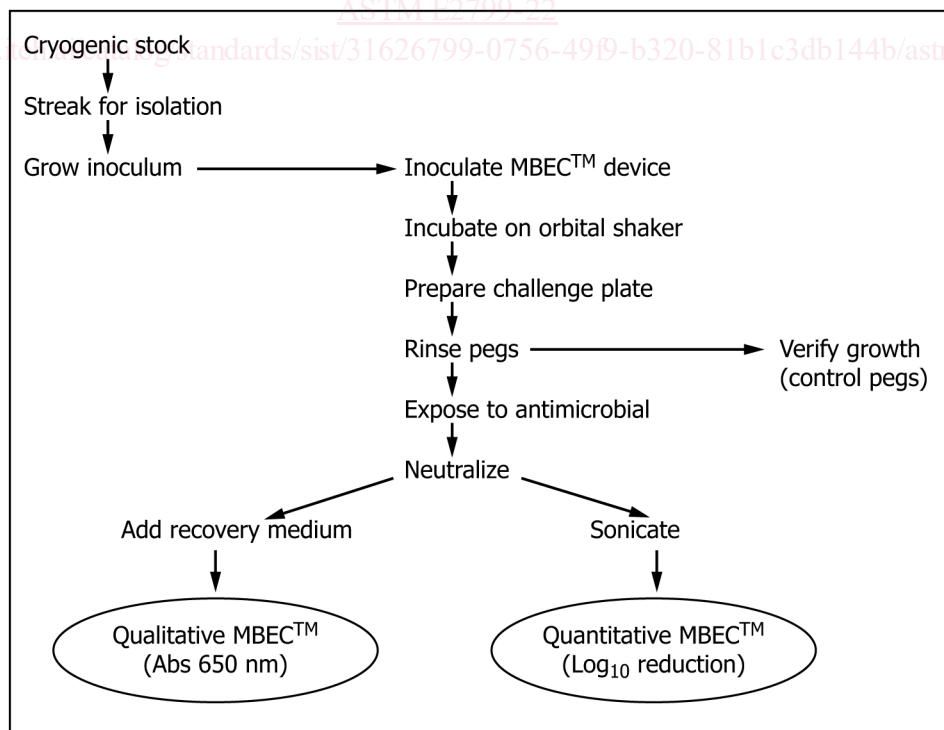 ASTM E2799-22
standards/sist/31626799-0756-49f9-b320-81b1c3db144b/astm
Cryogenic stock
Streak for isolation
Grow inoculum
Inoculate MBEC™ device
Incubate on orbital shaker
Prepare challenge plate
Rinse pegs
Verify growth
(control pegs)
Expose to antimicrobial
Neutralize
Add recovery medium
Sonicate
Qualitative MBEC™
(Abs 650 nm)
Quantitative MBEC™
(Log₁₀ reduction)